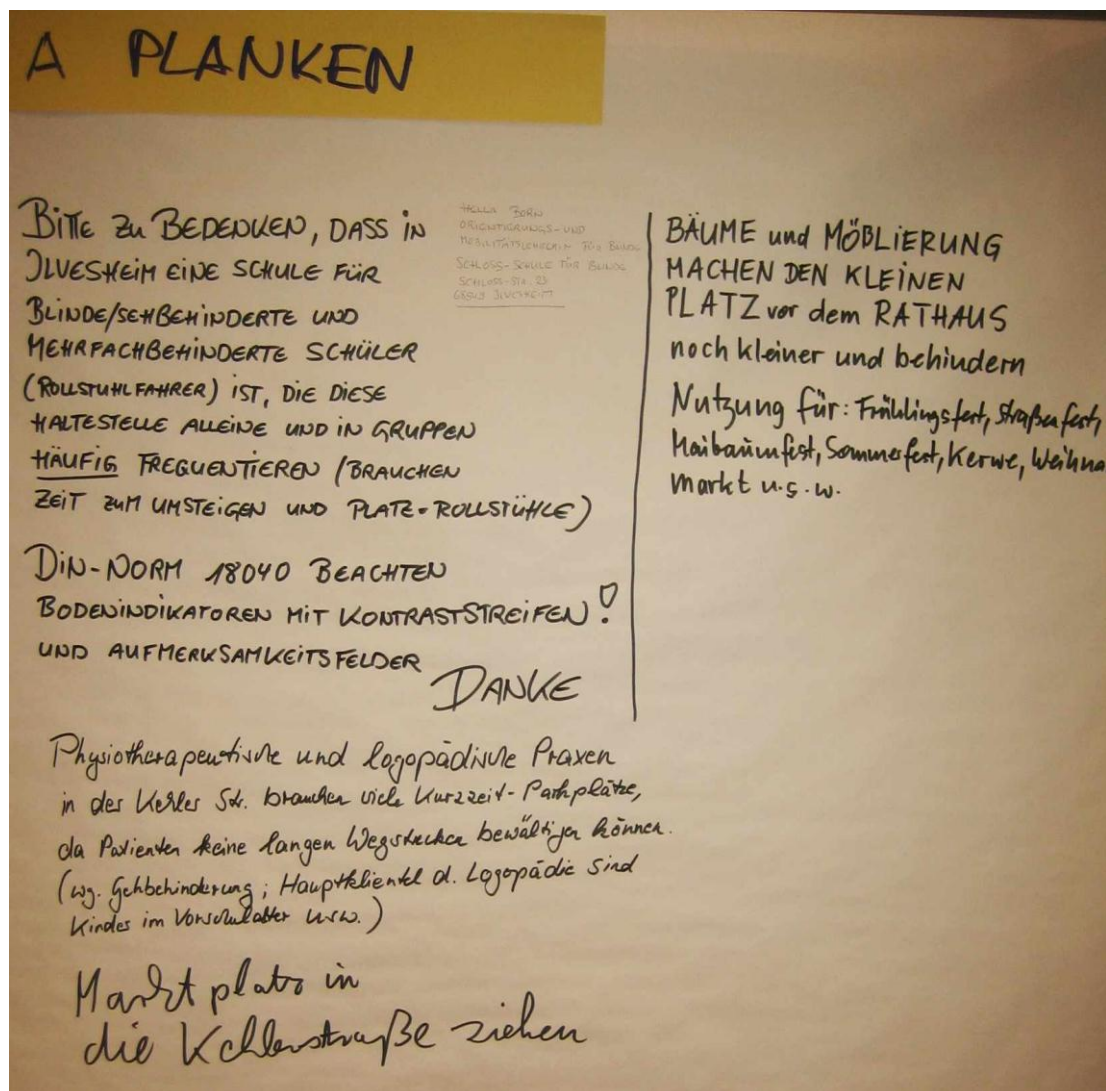 A PLANKEN
BITTE ZU BEDENKEN, DASS IN
ILVESHEIM EINE SCHULE FÜR
BLINDE/SEHBEHINDERTE UND
MEHRFACHBEHINDERTE SCHÜLER
(ROLLSTUHLFAHRER) IST, DIE DIESE
HALTESTELLE ALLEINE UND IN GRUPPEN
HÄUFIG FREQUENTIEREN (BRAUCHEN
ZEIT ZUM UMSTEIGEN UND PLATZ-ROLLSTÜHLE)
DIN-NORM 18040 BEACHTEN
BODENINDIKATOREN MIT KONTRASTSTREIFEN!
UND AUFMERKSAMKEITSFELDER
DANKE
HELLA BORN
ORIENTIERUNGS- UND
MOBILITÄTSLEHRERIN FÜR BLINDE
SCHLOSS-SCHULE FÜR BLINDE
SCHLOSS-STR. 23
68549 ILVESHEIM
Physiotherapeutische und logopädische Praxen
in der Kehler Str. brauchen viele Kurzzeit-Parkplätze,
da Patienten keine langen Wegstrecken bewältigen können.
(wg. Gehbehinderung; Hauptklientel d. Logopädie sind
Kinder im Vorschulalter usw.)
Marktplatz in
die Kehlerstraße ziehen
BÄUME und MÖBLIERUNG
MACHEN DEN KLEINEN
PLATZ vor dem RATHAUS
noch kleiner und behindern
Nutzung für: Frühlingsfest, Straßenfest,
Maibaumfest, Sommerfest, Kerwe, Weihna
markt u.s.w.